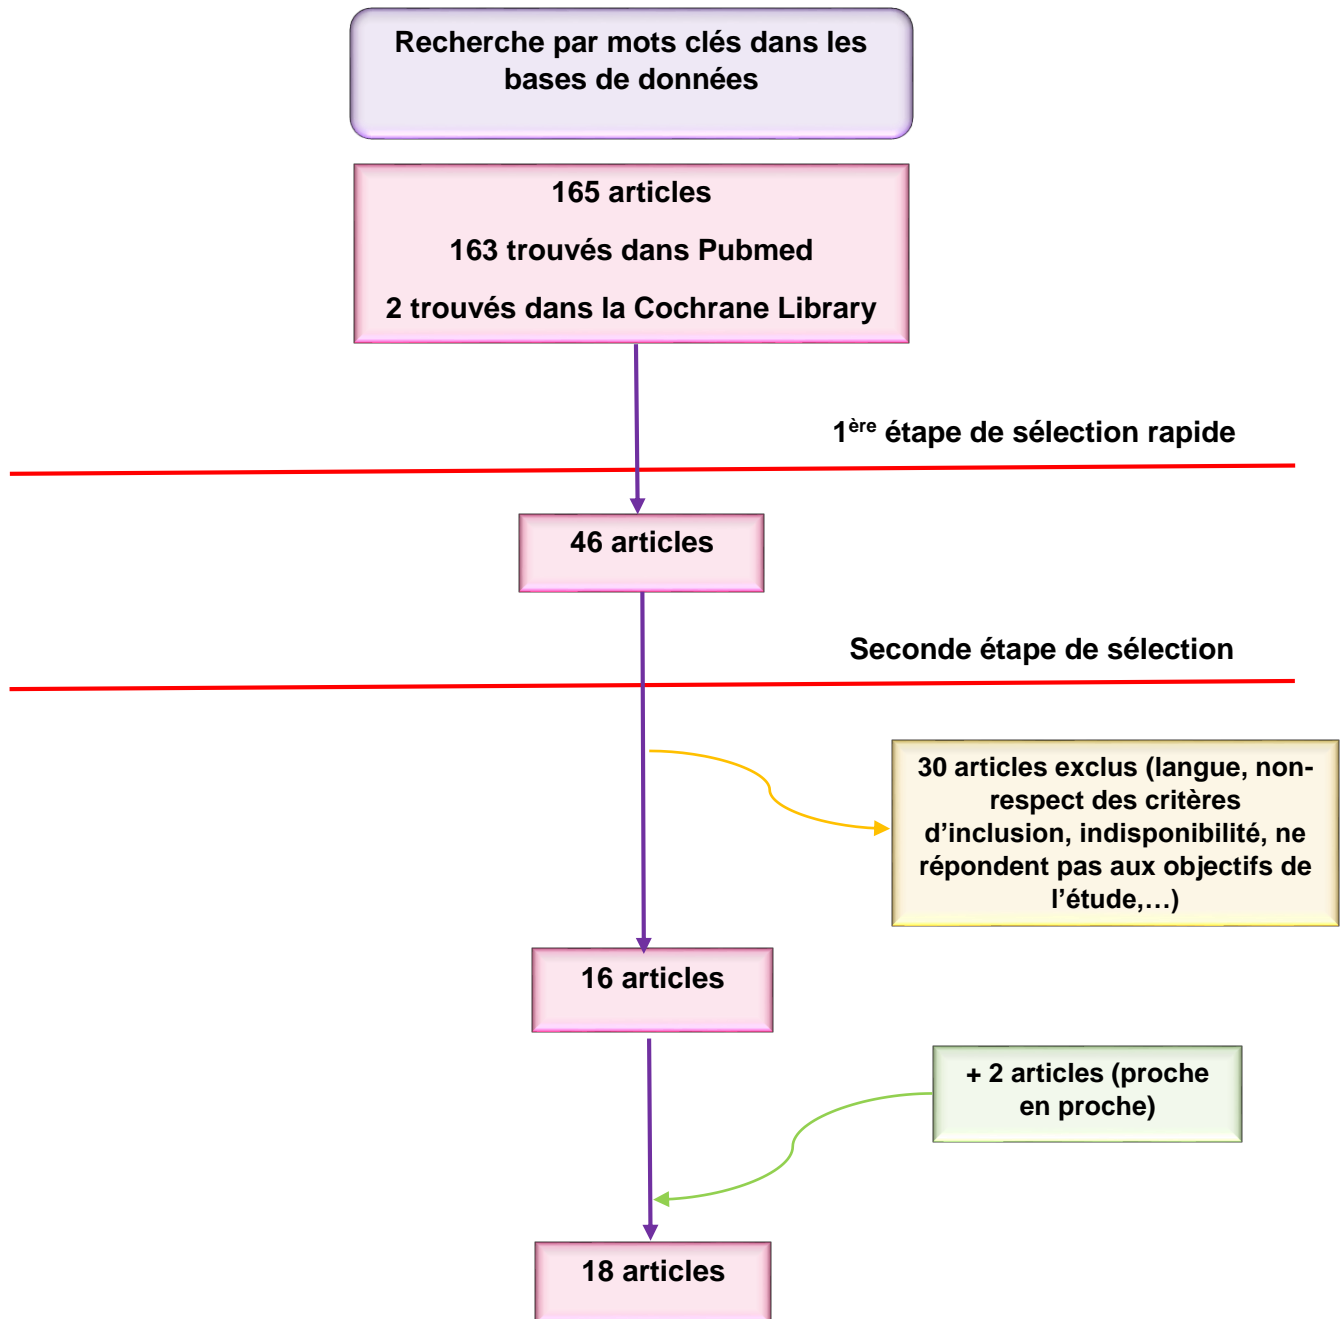 Recherche par mots clés dans les
bases de données
165 articles
163 trouvés dans Pubmed
2 trouvés dans la Cochrane Library
1ère étape de sélection rapide
46 articles
Seconde étape de sélection
30 articles exclus (langue, non-
respect des critères
d’inclusion, indisponibilité, ne
répondent pas aux objectifs de
l’étude,…)
16 articles
+ 2 articles (proche
en proche)
18 articles